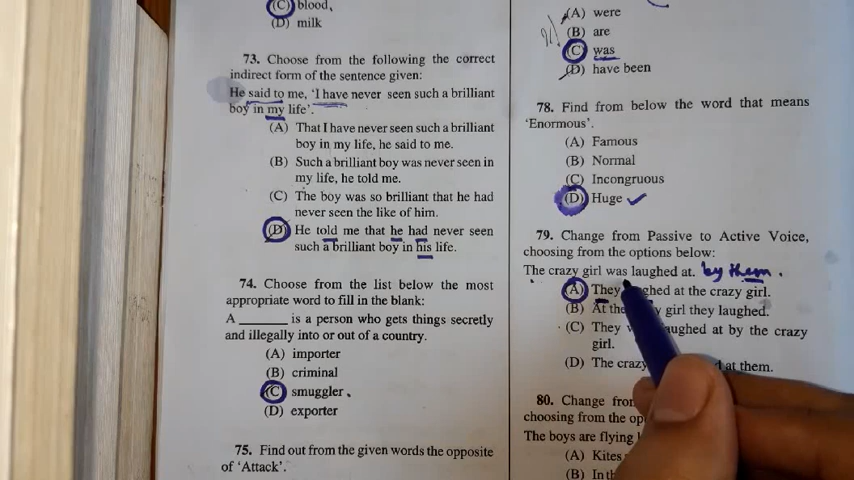 (C) blood,
(D) milk
73. Choose from the following the correct
indirect form of the sentence given:
He said to me, 'I have never seen such a brilliant
boy in my life'.
(A) That I have never seen such a brilliant
boy in my life, he said to me.
(B) Such a brilliant boy was never seen in
my life, he told me.
(C) The boy was so brilliant that he had
never seen the like of him.
(D) He told me that he had never seen
such a brilliant boy in his life.
74. Choose from the list below the most
appropriate word to fill in the blank:
A ______ is a person who gets things secretly
and illegally into or out of a country.
(A) importer
(B) criminal
(C) smuggler
(D) exporter
75. Find out from the given words the opposite
of 'Attack'.
(A) were
(B) are
(C) was
(D) have been
78. Find from below the word that means
'Enormous'.
(A) Famous
(B) Normal
(C) Incongruous
(D) Huge
79. Change from Passive to Active Voice,
choosing from the options below:
The crazy girl was laughed at. by them.
(A) They at the crazy girl.
(B) At girl they laughed.
(C) They by the crazy
girl.
(D) The at them.
80. Change
choosing from the
The boys are flying
(A) Kites
(B)